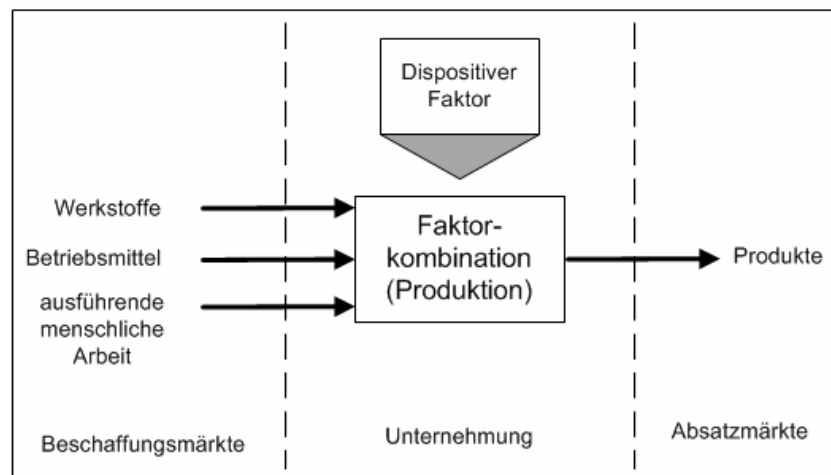 Dispositiver
Faktor
Werkstoffe
Betriebsmittel
ausführende
menschliche
Arbeit
Faktor-
kombination
(Produktion)
Produkte
Beschaffungsmärkte
Unternehmung
Absatzmärkte